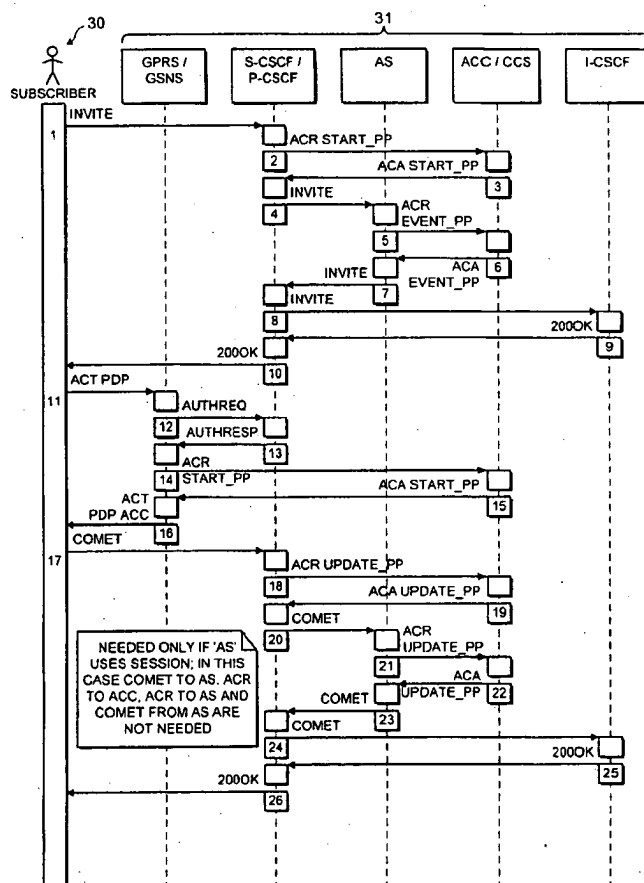 30
31
SUBSCRIBER
GPRS /
GSNS
S-CSCF /
P-CSCF
AS
ACC / CCS
I-CSCF
INVITE
1
ACR START_PP
2
ACA START_PP
3
INVITE
4
ACR
EVENT_PP
5
ACA
EVENT_PP
6
INVITE
7
INVITE
8
200OK
9
200OK
10
ACT PDP
11
AUTHREQ
12
AUTHRESP
13
ACR
START_PP
14
ACA START_PP
15
ACT
PDP ACC
16
COMET
17
ACR UPDATE_PP
18
ACA UPDATE_PP
19
COMET
20
ACR
UPDATE_PP
21
ACA
UPDATE_PP
22
COMET
23
COMET
24
200OK
25
200OK
26
NEEDED ONLY IF 'AS'
USES SESSION; IN THIS
CASE COMET TO AS. ACR
TO ACC, ACR TO AS AND
COMET FROM AS ARE
NOT NEEDED